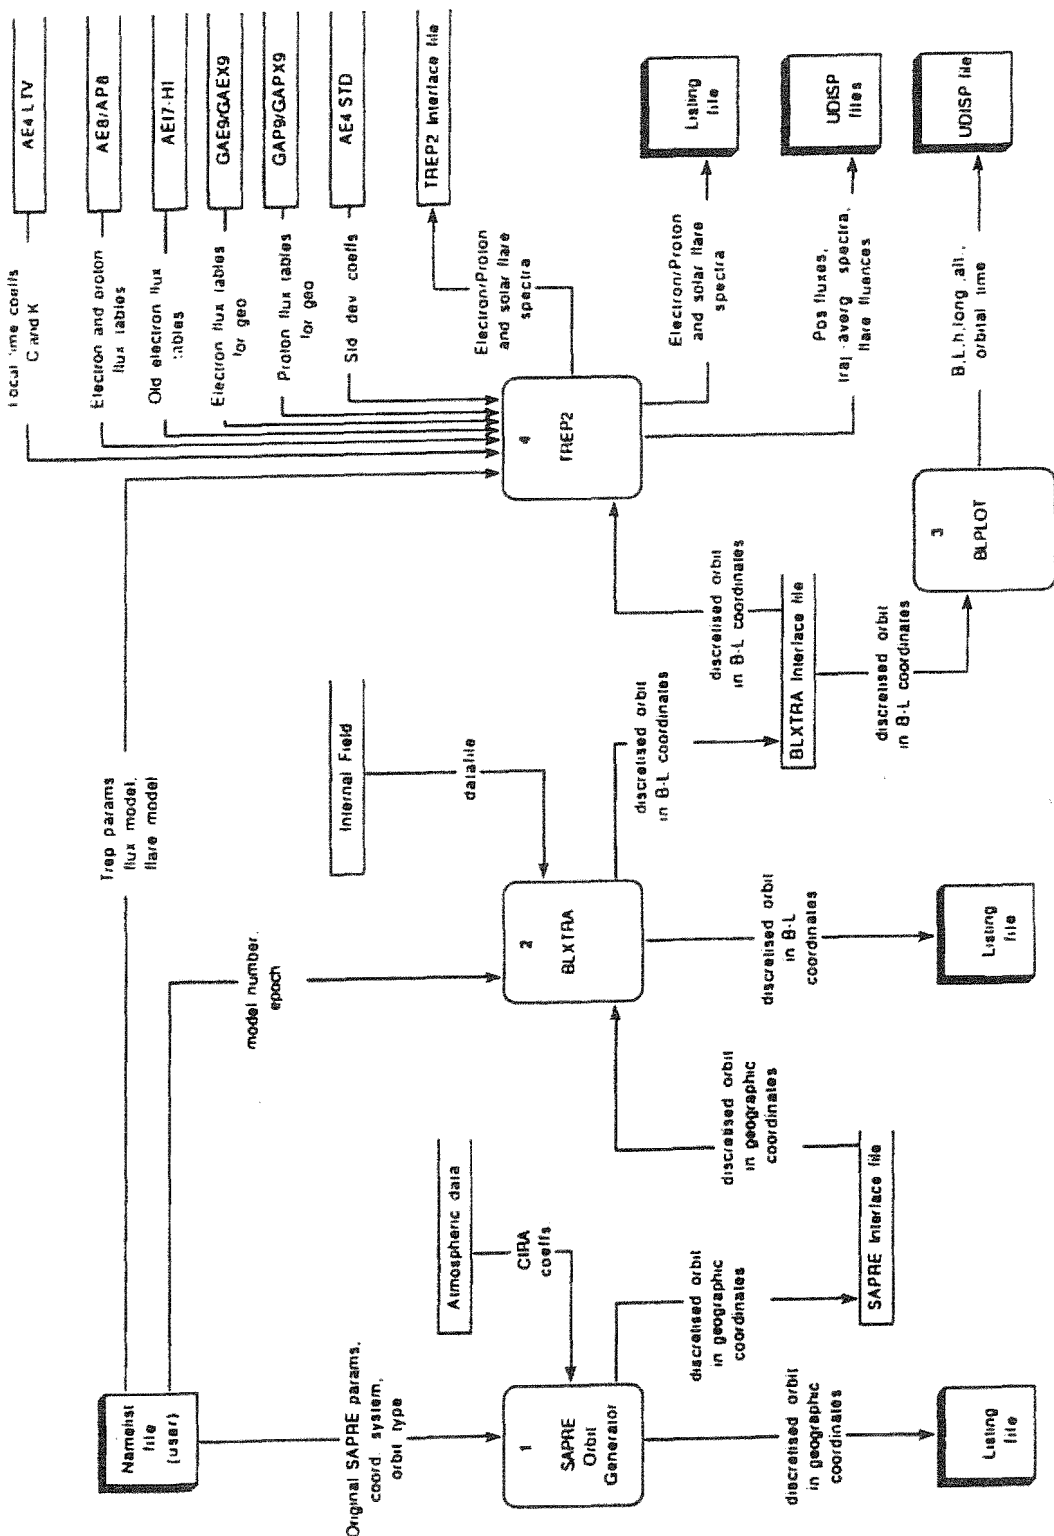 Namelist
file
(user)
Original SAPRE params,
coord. system,
orbit type
1
SAPRE
Orbit
Generator
Atmospheric data
CIRA
coeffs
discretised orbit
in geographic
coordinates
Listing
file
discretised orbit
in geographic
coordinates
SAPRE Interface file
discretised orbit
in geographic
coordinates
model number,
epoch
2
BLXTRA
Internal Field
datafile
discretised orbit
in B-L
coordinates
Listing
file
discretised orbit
in B-L coordinates
BLXTRA Interface file
discretised orbit
in B-L coordinates
discretised orbit
in B-L coordinates
3
BLPLOT
B,L,h,long,alt.,
orbital time
UDISP file
Trep params
flux model,
flare model
4
TREP2
Local time coeffs
C and K
AE4 LTV
Electron and proton
flux tables
AE8/AP8
Old electron flux
tables
AEI7-HI
Electron flux tables
for geo
GAE9/GAEX9
Proton flux tables
for geo
GAP9/GAPX9
Std dev coeffs
AE4 STD
Electron/Proton
and solar flare
spectra
TREP2 Interface file
Electron/Proton
and solar flare
spectra
Listing
file
Pos fluxes,
traj-averg spectra,
flare fluences
UDISP
files